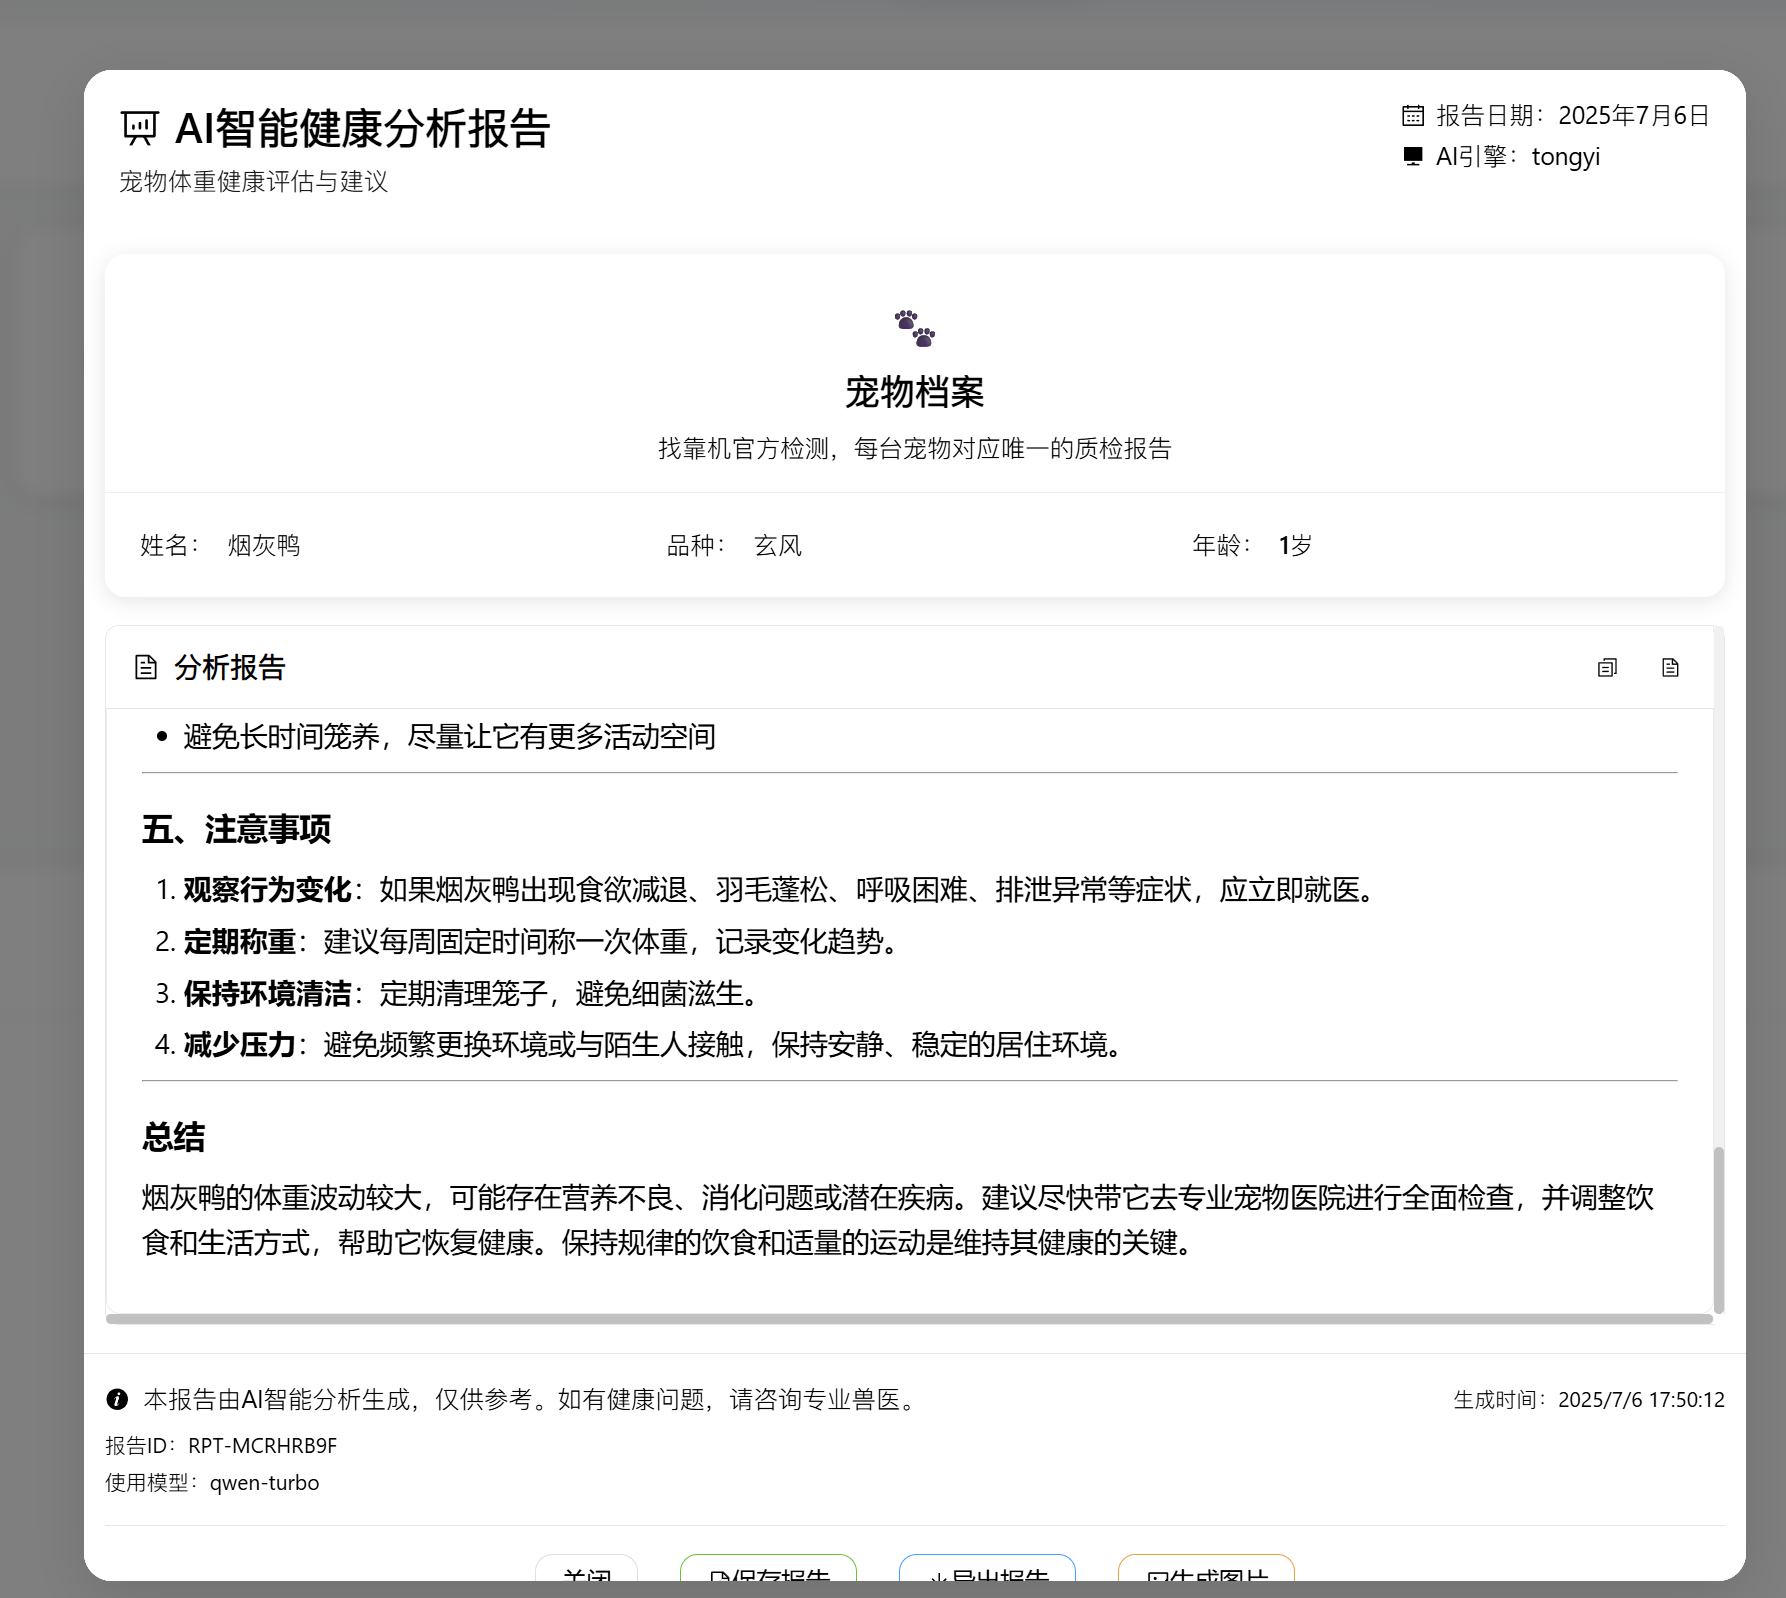 AI智能健康分析报告
宠物体重健康评估与建议
报告日期：2025年7月6日
AI引擎：tongyi
宠物档案
找靠机官方检测，每台宠物对应唯一的质检报告
姓名：烟灰鸭
品种：玄风
年龄：1岁
分析报告
• 避免长时间笼养，尽量让它有更多活动空间
五、注意事项
1. 观察行为变化：如果烟灰鸭出现食欲减退、羽毛蓬松、呼吸困难、排泄异常等症状，应立即就医。
2. 定期称重：建议每周固定时间称一次体重，记录变化趋势。
3. 保持环境清洁：定期清理笼子，避免细菌滋生。
4. 减少压力：避免频繁更换环境或与陌生人接触，保持安静、稳定的居住环境。
总结
烟灰鸭的体重波动较大，可能存在营养不良、消化问题或潜在疾病。建议尽快带它去专业宠物医院进行全面检查，并调整饮
食和生活方式，帮助它恢复健康。保持规律的饮食和适量的运动是维持其健康的关键。
本报告由AI智能分析生成，仅供参考。如有健康问题，请咨询专业兽医。
生成时间：2025/7/6 17:50:12
报告ID：RPT-MCRHRB9F
使用模型：qwen-turbo
关闭
保存报告
导出报告
生成图片